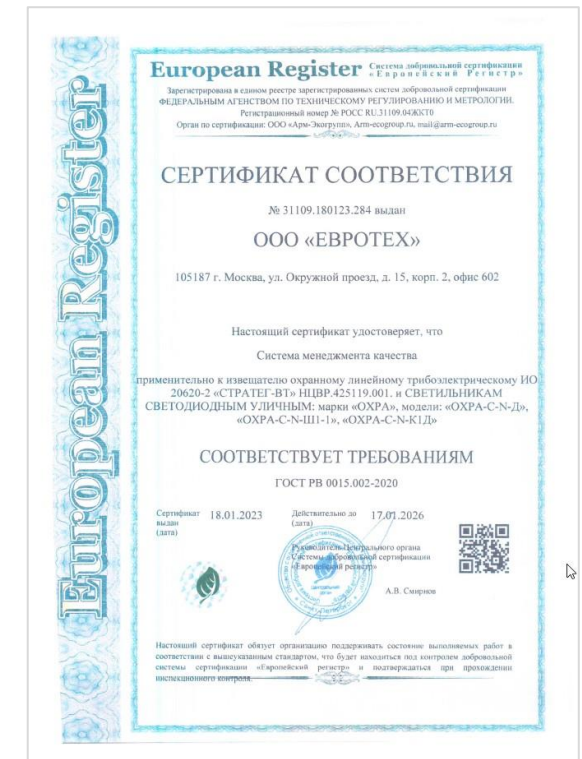 European Register
European Register Система добровольной сертификации
«Европейский Регистр»
Зарегистрирована в едином реестре зарегистрированных систем добровольной сертификации
ФЕДЕРАЛЬНЫМ АГЕНТСТВОМ ПО ТЕХНИЧЕСКОМУ РЕГУЛИРОВАНИЮ И МЕТРОЛОГИИ.
Регистрационный номер № РОСС RU.31109.04ЖКТ0
Орган по сертификации: ООО «Арм-Экогрупп», Arm-ecogroup.ru, mail@arm-ecogroup.ru
СЕРТИФИКАТ СООТВЕТСТВИЯ
№ 31109.180123.284 выдан
ООО «ЕВРОТЕХ»
105187 г. Москва, ул. Окружной проезд, д. 15, корп. 2, офис 602
Настоящий сертификат удостоверяет, что
Система менеджмента качества
применительно к извещателю охранному линейному трибоэлектрическому ИО
20620-2 «СТРАТЕГ-ВТ» НЦВР.425119.001. и СВЕТИЛЬНИКАМ
СВЕТОДИОДНЫМ УЛИЧНЫМ: марки «ОХРА», модели: «ОХРА-С-N-Д»,
«ОХРА-С-N-Ш1-1», «ОХРА-С-N-К1Д»
СООТВЕТСТВУЕТ ТРЕБОВАНИЯМ
ГОСТ РВ 0015.002-2020
Сертификат выдан (дата) 18.01.2023 Действительно до (дата) 17.01.2026
Руководитель Центрального органа
Системы добровольной сертификации
«Европейский регистр»
А.В. Смирнов
Настоящий сертификат обязует организацию поддерживать состояние выполняемых работ в
соответствии с вышеуказанным стандартом, что будет находиться под контролем добровольной
системы сертификации «Европейский регистр» и подтверждаться при прохождении
инспекционного контроля.